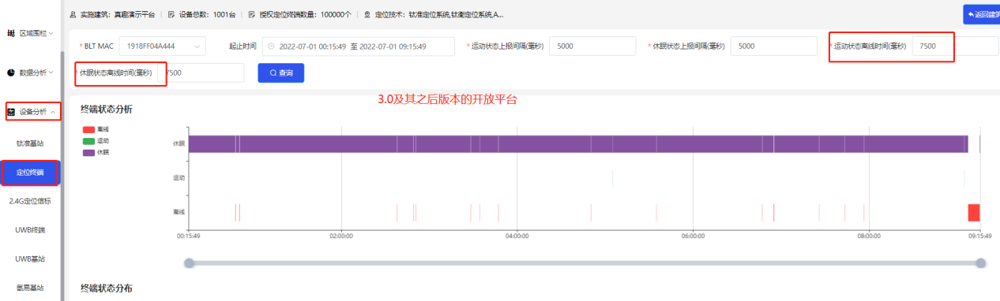 实施建筑：真趣演示平台 设备总数：1001台 授权定位终端数量：100000个 定位技术：钛准定位系统,钛衡定位系统,A...
返回建筑
区域围栏
数据分析
设备分析
钛准基站
定位终端
2.4G定位信标
UWB终端
UWB基站
氦易基站
* BLT MAC 1918FF04A444 起止时间 2022-07-01 00:15:49 至 2022-07-01 09:15:49 * 运动状态上报间隔(毫秒) 5000 * 休眠状态上报间隔(毫秒) 5000 * 运动状态离线时间(毫秒) 7500
* 休眠状态离线时间(毫秒) 7500 查询
3.0及其之后版本的开放平台
终端状态分析
离线
运动
休眠
休眠
运动
离线
00:15:49 02:00:00 04:00:00 06:00:00 08:00:00 09:15:49
终端状态分布